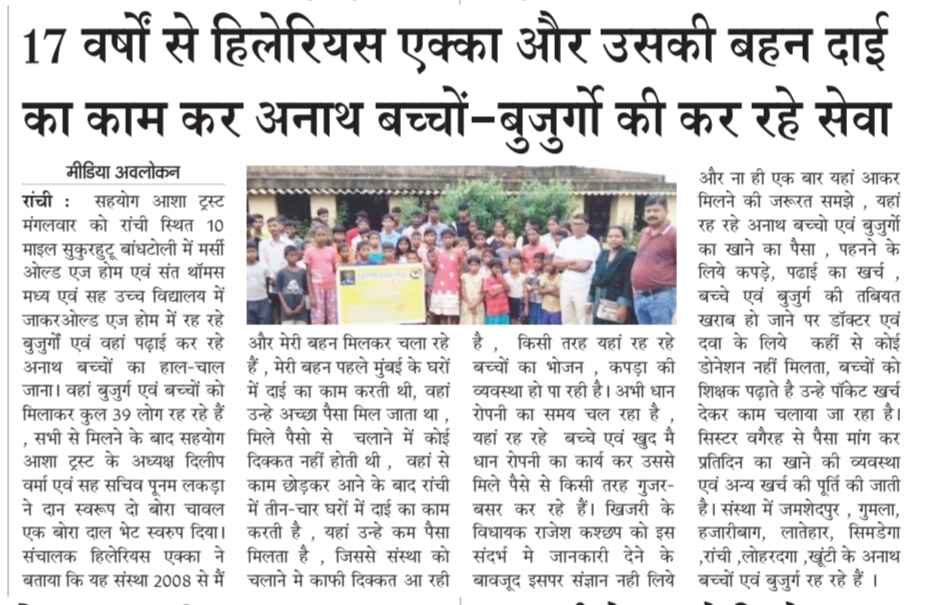 17 वर्षों से हिलेरियस एक्का और उसकी बहन दाई
का काम कर अनाथ बच्चों-बुजुर्गो की कर रहे सेवा
मीडिया अवलोकन
रांची : सहयोग आशा ट्रस्ट
मंगलवार को रांची स्थित 10
माइल सुकुरहुटू बांधटोली में मर्सी
ओल्ड एज होम एवं संत थॉमस
मध्य एवं सह उच्च विद्यालय में
जाकरओल्ड एज होम में रह रहे
बुजुर्गों एवं वहां पढ़ाई कर रहे
अनाथ बच्चों का हाल-चाल
जाना। वहां बुजुर्ग एवं बच्चों को
मिलाकर कुल 39 लोग रह रहे हैं
, सभी से मिलने के बाद सहयोग
आशा ट्रस्ट के अध्यक्ष दिलीप
वर्मा एवं सह सचिव पूनम लकड़ा
ने दान स्वरूप दो बोरा चावल
एक बोरा दाल भेट स्वरुप दिया।
संचालक हिलेरियस एक्का ने
बताया कि यह संस्था 2008 से मैं
और मेरी बहन मिलकर चला रहे
हैं , मेरी बहन पहले मुंबई के घरों
में दाई का काम करती थी, वहां
उन्हे अच्छा पैसा मिल जाता था ,
मिले पैसो से चलाने में कोई
दिक्कत नहीं होती थी , वहां से
काम छोड़कर आने के बाद रांची
में तीन-चार घरों में दाई का काम
करती है , यहां उन्हे कम पैसा
मिलता है , जिससे संस्था को
चलाने मे काफी दिक्कत आ रही
है , किसी तरह यहां रह रहे
बच्चों का भोजन , कपड़ा की
व्यवस्था हो पा रही है। अभी धान
रोपनी का समय चल रहा है ,
यहां रह रहे बच्चे एवं खुद मै
धान रोपनी का कार्य कर उससे
मिले पैसे से किसी तरह गुजर-
बसर कर रहे हैं। खिजरी के
विधायक राजेश कश्छप को इस
संदर्भ मे जानकारी देने के
बावजूद इसपर संज्ञान नही लिये
और ना ही एक बार यहां आकर
मिलने की जरूरत समझे , यहां
रह रहे अनाथ बच्चो एवं बुजुर्गो
का खाने का पैसा , पहनने के
लिये कपड़े, पढाई का खर्च ,
बच्चे एवं बुजुर्ग की तबियत
खराब हो जाने पर डॉक्टर एवं
दवा के लिये कहीं से कोई
डोनेशन नहीं मिलता, बच्चों को
शिक्षक पढ़ाते है उन्हे पॉकेट खर्च
देकर काम चलाया जा रहा है।
सिस्टर वगैरह से पैसा मांग कर
प्रतिदिन का खाने की व्यवस्था
एवं अन्य खर्च की पूर्ति की जाती
है। संस्था में जमशेदपुर , गुमला,
हजारीबाग, लातेहार, सिमडेगा
,रांची ,लोहरदगा ,खूंटी के अनाथ
बच्चों एवं बुजुर्ग रह रहे हैं ।